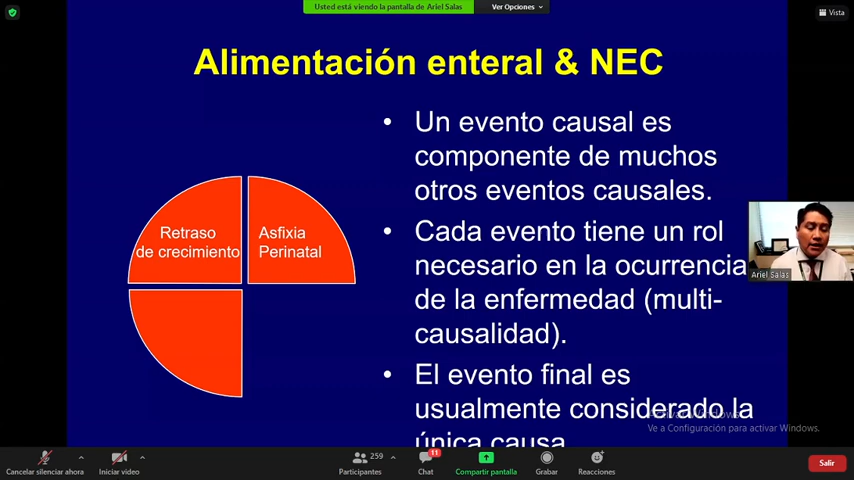 Usted está viendo la pantalla de Ariel Salas
Ver Opciones
Vista
Alimentación enteral & NEC
Retraso
de crecimiento
Asfixia
Perinatal
• Un evento causal es
componente de muchos
otros eventos causales.
• Cada evento tiene un rol
necesario en la ocurrencia
de la enfermedad (multi-
causalidad).
• El evento final es
usualmente considerado la
única causa
Ariel Salas
Ve a Configuración para activar Windows.
Cancelar silenciar ahora
Iniciar video
259
Participantes
11
Chat
Compartir pantalla
Grabar
Reacciones
Salir